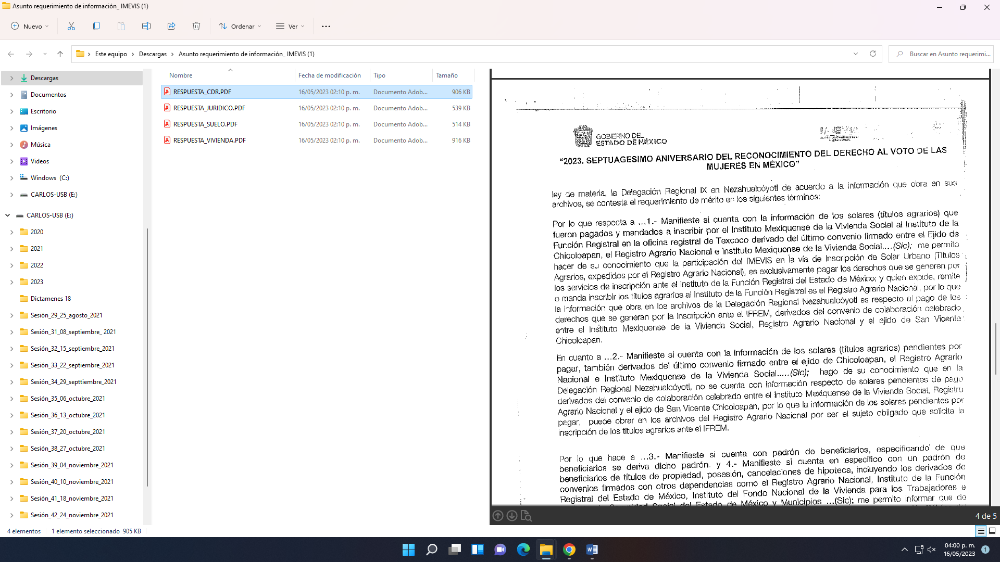 Asunto requerimiento de información_ IMEVIS (1)
Nuevo
Ordenar
Ver
Este equipo > Descargas > Asunto requerimiento de información_ IMEVIS (1)
Buscar en Asunto requerimi...
Descargas
Documentos
Escritorio
Imágenes
Música
Videos
Windows (C:)
CARLOS-USB (E:)
CARLOS-USB (E:)
2020
2021
2022
2023
Dictamenes 18
Sesión_29_25_agosto_2021
Sesión_31_08_septiembre_ 2021
Sesión_32_15_septiembre_2021
Sesión_33_22_septiembre_2021
Sesión_34_29_septtiembre_2021
Sesión_35_06_octubre_2021
Sesión_36_13_octubre_2021
Sesión_37_20_octubre_2021
Sesión_38_27_octubre_2021
Sesión_39_04_noviembre_2021
Sesión_40_10_noviembre_2021
Sesión_41_18_noviembre_2021
Sesión_42_24_noviembre_2021
Nombre Fecha de modificación Tipo Tamaño
RESPUESTA_CDR.PDF 16/05/2023 02:10 p. m. Documento Adob... 906 KB
RESPUESTA_JURIDICO.PDF 16/05/2023 02:10 p. m. Documento Adob... 539 KB
RESPUESTA_SUELO.PDF 16/05/2023 02:10 p. m. Documento Adob... 514 KB
RESPUESTA_VIVIENDA.PDF 16/05/2023 02:10 p. m. Documento Adob... 916 KB
GOBIERNO DEL
ESTADO DE MÉXICO
"2023. SEPTUAGESIMO ANIVERSARIO DEL RECONOCIMIENTO DEL DERECHO AL VOTO DE LAS
MUJERES EN MÉXICO"
ley de materia, la Delegación Regional IX en Nezahualcóyotl de acuerdo a la información que obra en sus
archivos, se contesta el requerimiento de mérito en los siguientes términos:
Por lo que respecta a ...1.- Manifieste si cuenta con la información de los solares (títulos agrarios) que
fueron pagados y mandados a inscribir por el Instituto Mexiquense de la Vivienda Social al Instituto de la
Función Registral en la oficina registral de Texcoco derivado del último convenio firmado entre el Ejido de
Chicoloapan, el Registro Agrario Nacional e Instituto Mexiquense de la Vivienda Social....(Sic); me permito
hacer de su conocimiento que la participación del IMEVIS en la vía de Inscripción de Solar Urbano (Títulos
Agrarios, expedidos por el Registro Agrario Nacional), es exclusivamente pagar los derechos que se generen por
los servicios de inscripción ante el Instituto de la Función Registral del Estado de México; y quien expide, remite
o manda inscribir los títulos agrarios al Instituto de la Función Registral es el Registro Agrario Nacional, por lo que
la información que obra en los archivos de la Delegación Regional Nezahualcóyotl es respecto al pago de los
derechos que se generan por la inscripción ante el IFREM, derivados del convenio de colaboración celebrado
entre el Instituto Mexiquense de la Vivienda Social, Registro Agrario Nacional y el ejido de San Vicente
Chicoloapan.
En cuanto a ...2.- Manifieste si cuenta con la información de los solares (títulos agrarios) pendientes por
pagar, también derivados del último convenio firmado entre el ejido de Chicoloapan, el Registro Agrario
Nacional e Instituto Mexiquense de la Vivienda Social.....(Sic); hago de su conocimiento que en la
Delegación Regional Nezahualcóyotl, no se cuenta con información respecto de solares pendientes de pago
derivados del convenio de colaboración celebrado entre el Instituto Mexiquense de la Vivienda Social, Registro
Agrario Nacional y el ejido de San Vicente Chicoloapan, por lo que la información de los solares pendientes por
pagar, puede obrar en los archivos del Registro Agrario Nacional por ser el sujeto obligado que solicita la
inscripción de los títulos agrarios ante el IFREM.
Por lo que hace a ...3.- Manifieste si cuenta con padrón de beneficiarios, especificando de que
beneficiarios se deriva dicho padrón. y 4.- Manifieste si cuenta en específico con un padrón de
beneficiarios de títulos de propiedad, posesión, cancelaciones de hipoteca, incluyendo los derivados de
convenios firmados con otros dependencias como el Registro Agrario Nacional, Instituto de la Función
Registral del Estado de México, Instituto del Fondo Nacional de la Vivienda para los Trabajadores e
Seguridad Social del Estado de México y Municipios ...(Sic); me permito informar que de
4 de 5
4 elementos 1 elemento seleccionado 905 KB
04:00 p. m.
16/05/2023
1